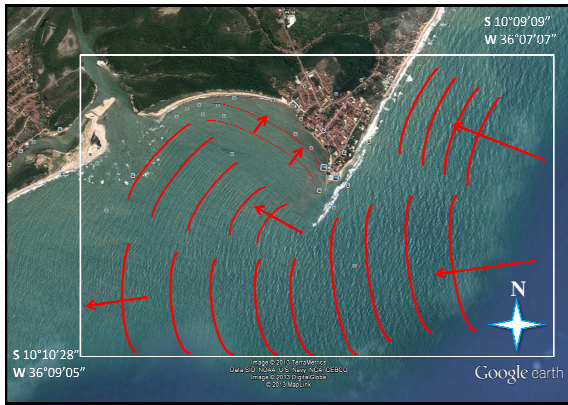 S 10°09'09"
W 36°07'07"
S 10°10'28"
W 36°09'05"
N
Image © 2013 TerraMetrics
Data SIO, NOAA, U.S. Navy, NGA, GEBCO
Image © 2013 DigitalGlobe
© 2013 MapLink
Google earth